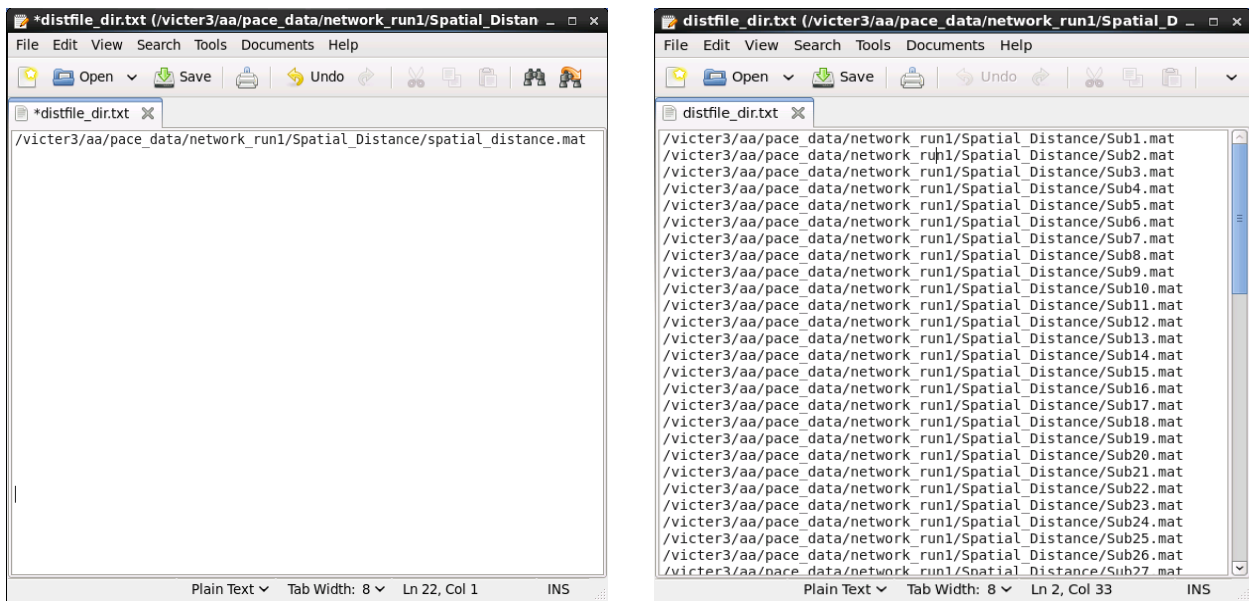 *distfile_dir.txt (/victer3/aa/pace_data/network_run1/Spatial_Distan
File Edit View Search Tools Documents Help
Open Save Undo
*distfile_dir.txt
/victer3/aa/pace_data/network_run1/Spatial_Distance/spatial_distance.mat
Plain Text Tab Width: 8 Ln 22, Col 1 INS
distfile_dir.txt (/victer3/aa/pace_data/network_run1/Spatial_D
File Edit View Search Tools Documents Help
Open Save Undo
distfile_dir.txt
/victer3/aa/pace_data/network_run1/Spatial_Distance/Sub1.mat
/victer3/aa/pace_data/network_run1/Spatial_Distance/Sub2.mat
/victer3/aa/pace_data/network_run1/Spatial_Distance/Sub3.mat
/victer3/aa/pace_data/network_run1/Spatial_Distance/Sub4.mat
/victer3/aa/pace_data/network_run1/Spatial_Distance/Sub5.mat
/victer3/aa/pace_data/network_run1/Spatial_Distance/Sub6.mat
/victer3/aa/pace_data/network_run1/Spatial_Distance/Sub7.mat
/victer3/aa/pace_data/network_run1/Spatial_Distance/Sub8.mat
/victer3/aa/pace_data/network_run1/Spatial_Distance/Sub9.mat
/victer3/aa/pace_data/network_run1/Spatial_Distance/Sub10.mat
/victer3/aa/pace_data/network_run1/Spatial_Distance/Sub11.mat
/victer3/aa/pace_data/network_run1/Spatial_Distance/Sub12.mat
/victer3/aa/pace_data/network_run1/Spatial_Distance/Sub13.mat
/victer3/aa/pace_data/network_run1/Spatial_Distance/Sub14.mat
/victer3/aa/pace_data/network_run1/Spatial_Distance/Sub15.mat
/victer3/aa/pace_data/network_run1/Spatial_Distance/Sub16.mat
/victer3/aa/pace_data/network_run1/Spatial_Distance/Sub17.mat
/victer3/aa/pace_data/network_run1/Spatial_Distance/Sub18.mat
/victer3/aa/pace_data/network_run1/Spatial_Distance/Sub19.mat
/victer3/aa/pace_data/network_run1/Spatial_Distance/Sub20.mat
/victer3/aa/pace_data/network_run1/Spatial_Distance/Sub21.mat
/victer3/aa/pace_data/network_run1/Spatial_Distance/Sub22.mat
/victer3/aa/pace_data/network_run1/Spatial_Distance/Sub23.mat
/victer3/aa/pace_data/network_run1/Spatial_Distance/Sub24.mat
/victer3/aa/pace_data/network_run1/Spatial_Distance/Sub25.mat
/victer3/aa/pace_data/network_run1/Spatial_Distance/Sub26.mat
/victer3/aa/pace_data/network_run1/Spatial_Distance/Sub27.mat
Plain Text Tab Width: 8 Ln 2, Col 33 INS